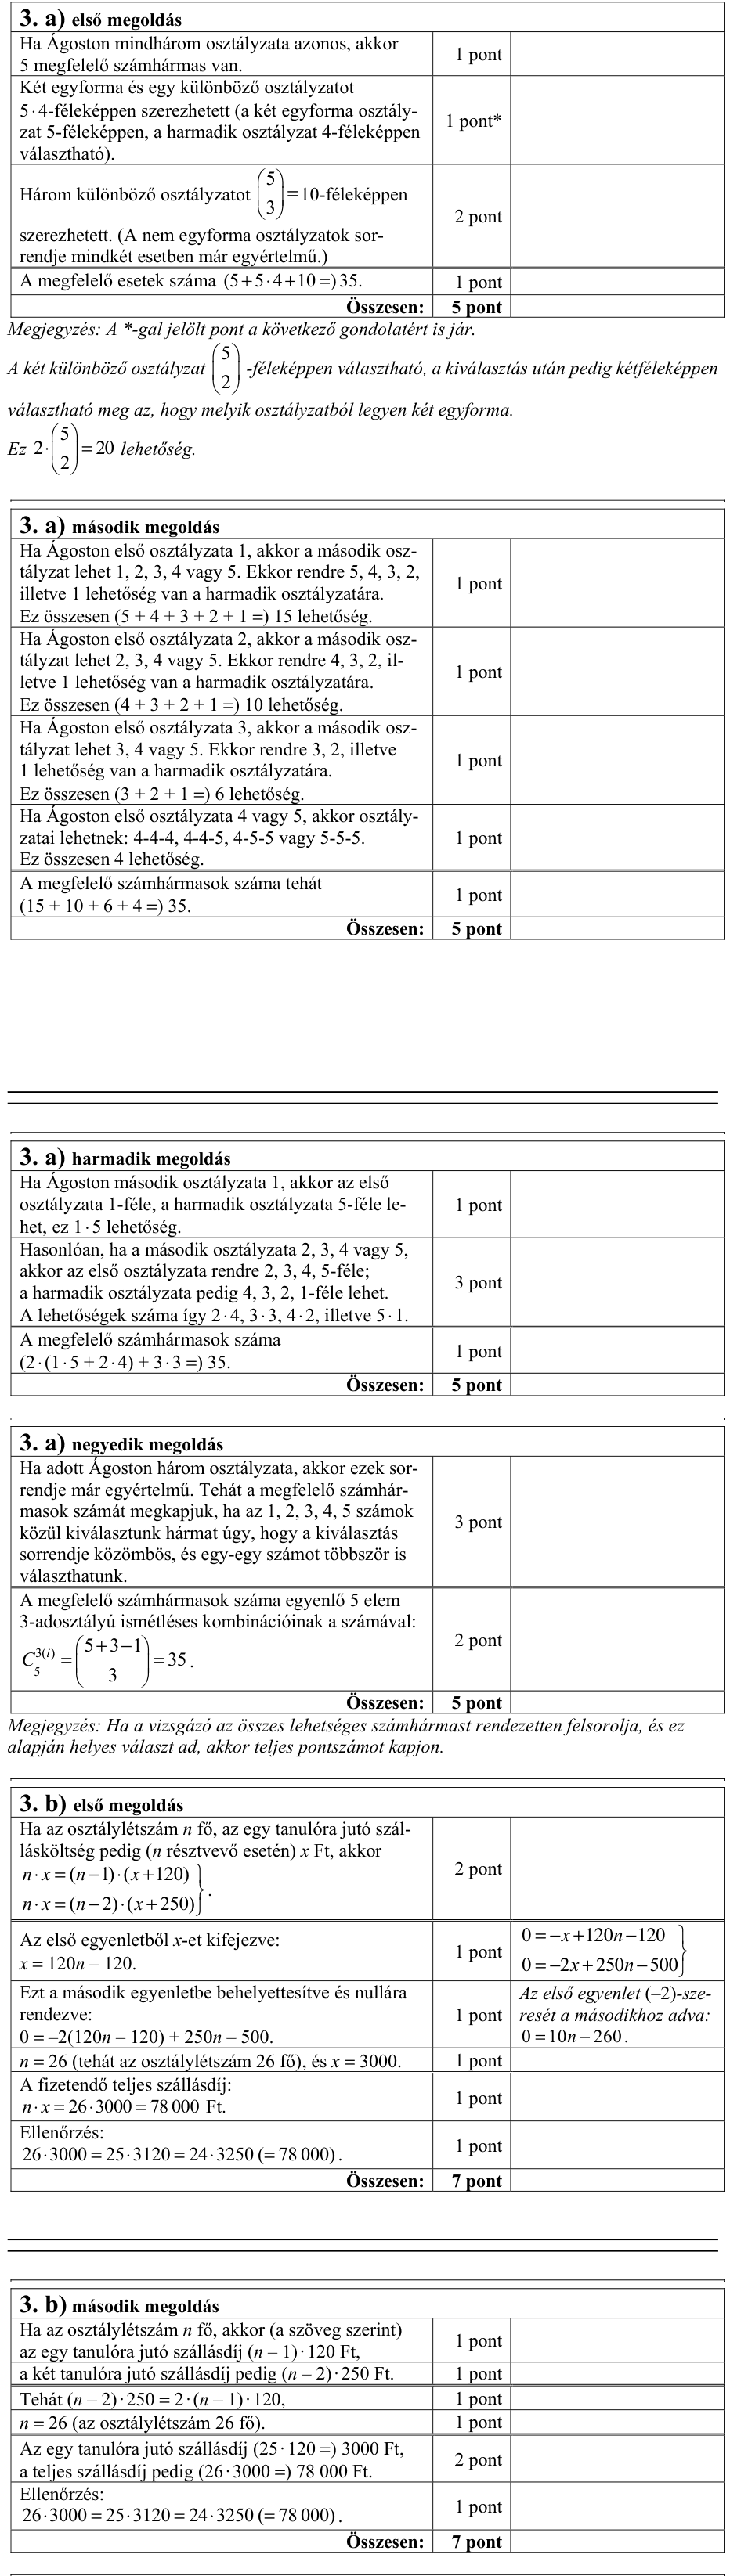 3. a) első megoldás
Ha Ágoston mindhárom osztályzata azonos, akkor
5 megfelelő számhármas van.
1 pont
Két egyforma és egy különböző osztályzatot
5·4-féleképpen szerezhetett (a két egyforma osztály-
zat 5-féleképpen, a harmadik osztályzat 4-féleképpen
választható).
1 pont*
Három különböző osztályzatot (5 3) = 10-féleképpen
szerezhetett. (A nem egyforma osztályzatok sor-
rendje mindkét esetben már egyértelmű.)
2 pont
A megfelelő esetek száma (5+5·4+10=)35.
1 pont
Összesen: 5 pont
Megjegyzés: A *-gal jelölt pont a következő gondolatért is jár.
A két különböző osztályzat (5 2) -féleképpen választható, a kiválasztás után pedig kétféleképpen
választható meg az, hogy melyik osztályzatból legyen két egyforma.
Ez 2·(5 2) = 20 lehetőség.
3. a) második megoldás
Ha Ágoston első osztályzata 1, akkor a második osz-
tályzat lehet 1, 2, 3, 4 vagy 5. Ekkor rendre 5, 4, 3, 2,
illetve 1 lehetőség van a harmadik osztályzatára.
Ez összesen (5 + 4 + 3 + 2 + 1 =) 15 lehetőség.
1 pont
Ha Ágoston első osztályzata 2, akkor a második osz-
tályzat lehet 2, 3, 4 vagy 5. Ekkor rendre 4, 3, 2, il-
letve 1 lehetőség van a harmadik osztályzatára.
Ez összesen (4 + 3 + 2 + 1 =) 10 lehetőség.
1 pont
Ha Ágoston első osztályzata 3, akkor a második osz-
tályzat lehet 3, 4 vagy 5. Ekkor rendre 3, 2, illetve
1 lehetőség van a harmadik osztályzatára.
Ez összesen (3 + 2 + 1 =) 6 lehetőség.
1 pont
Ha Ágoston első osztályzata 4 vagy 5, akkor osztály-
zatai lehetnek: 4-4-4, 4-4-5, 4-5-5 vagy 5-5-5.
Ez összesen 4 lehetőség.
1 pont
A megfelelő számhármasok száma tehát
(15 + 10 + 6 + 4 =) 35.
1 pont
Összesen: 5 pont
3. a) harmadik megoldás
Ha Ágoston második osztályzata 1, akkor az első
osztályzata 1-féle, a harmadik osztályzata 5-féle le-
het, ez 1·5 lehetőség.
1 pont
Hasonlóan, ha a második osztályzata 2, 3, 4 vagy 5,
akkor az első osztályzata rendre 2, 3, 4, 5-féle;
a harmadik osztályzata pedig 4, 3, 2, 1-féle lehet.
A lehetőségek száma így 2·4, 3·3, 4·2, illetve 5·1.
3 pont
A megfelelő számhármasok száma
(2·(1·5 + 2·4) + 3·3 =) 35.
1 pont
Összesen: 5 pont
3. a) negyedik megoldás
Ha adott Ágoston három osztályzata, akkor ezek sor-
rendje már egyértelmű. Tehát a megfelelő számhár-
masok számát megkapjuk, ha az 1, 2, 3, 4, 5 számok
közül kiválasztunk hármat úgy, hogy a kiválasztás
sorrendje közömbös, és egy-egy számot többször is
választhatunk.
3 pont
A megfelelő számhármasok száma egyenlő 5 elem
3-adosztályú ismétléses kombinációinak a számával:
C_5^{3(i)} = (5+3−1 3) = 35.
2 pont
Összesen: 5 pont
Megjegyzés: Ha a vizsgázó az összes lehetséges számhármast rendezetten felsorolja, és ez
alapján helyes választ ad, akkor teljes pontszámot kapjon.
3. b) első megoldás
Ha az osztálylétszám n fő, az egy tanulóra jutó szál-
lásköltség pedig (n résztvevő esetén) x Ft, akkor
n·x = (n−1)·(x+120)
n·x = (n−2)·(x+250)} .
2 pont
Az első egyenletből x-et kifejezve:
x = 120n – 120.
1 pont
0 = −x+120n−120
0 = −2x+250n−500}
Ezt a második egyenletbe behelyettesítve és nullára
rendezve:
0 = –2(120n – 120) + 250n – 500.
1 pont
Az első egyenlet (–2)-sze-
resét a másodikhoz adva:
0 = 10n − 260.
n = 26 (tehát az osztálylétszám 26 fő), és x = 3000.
1 pont
A fizetendő teljes szállásdíj:
n·x = 26·3000 = 78 000 Ft.
1 pont
Ellenőrzés:
26·3000 = 25·3120 = 24·3250 (= 78 000).
1 pont
Összesen: 7 pont
3. b) második megoldás
Ha az osztálylétszám n fő, akkor (a szöveg szerint)
az egy tanulóra jutó szállásdíj (n – 1)·120 Ft,
1 pont
a két tanulóra jutó szállásdíj pedig (n – 2)·250 Ft.
1 pont
Tehát (n – 2)·250 = 2·(n – 1)·120,
1 pont
n = 26 (az osztálylétszám 26 fő).
1 pont
Az egy tanulóra jutó szállásdíj (25·120 =) 3000 Ft,
a teljes szállásdíj pedig (26·3000 =) 78 000 Ft.
2 pont
Ellenőrzés:
26·3000 = 25·3120 = 24·3250 (= 78 000).
1 pont
Összesen: 7 pont